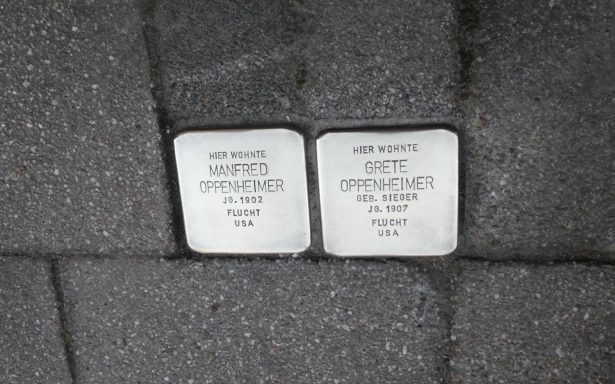 HIER WOHNTE
MANFRED
OPPENHEIMER
JG. 1902
FLUCHT
USA
HIER WOHNTE
GRETE
OPPENHEIMER
GEB. SIEGER
JG. 1907
FLUCHT
USA